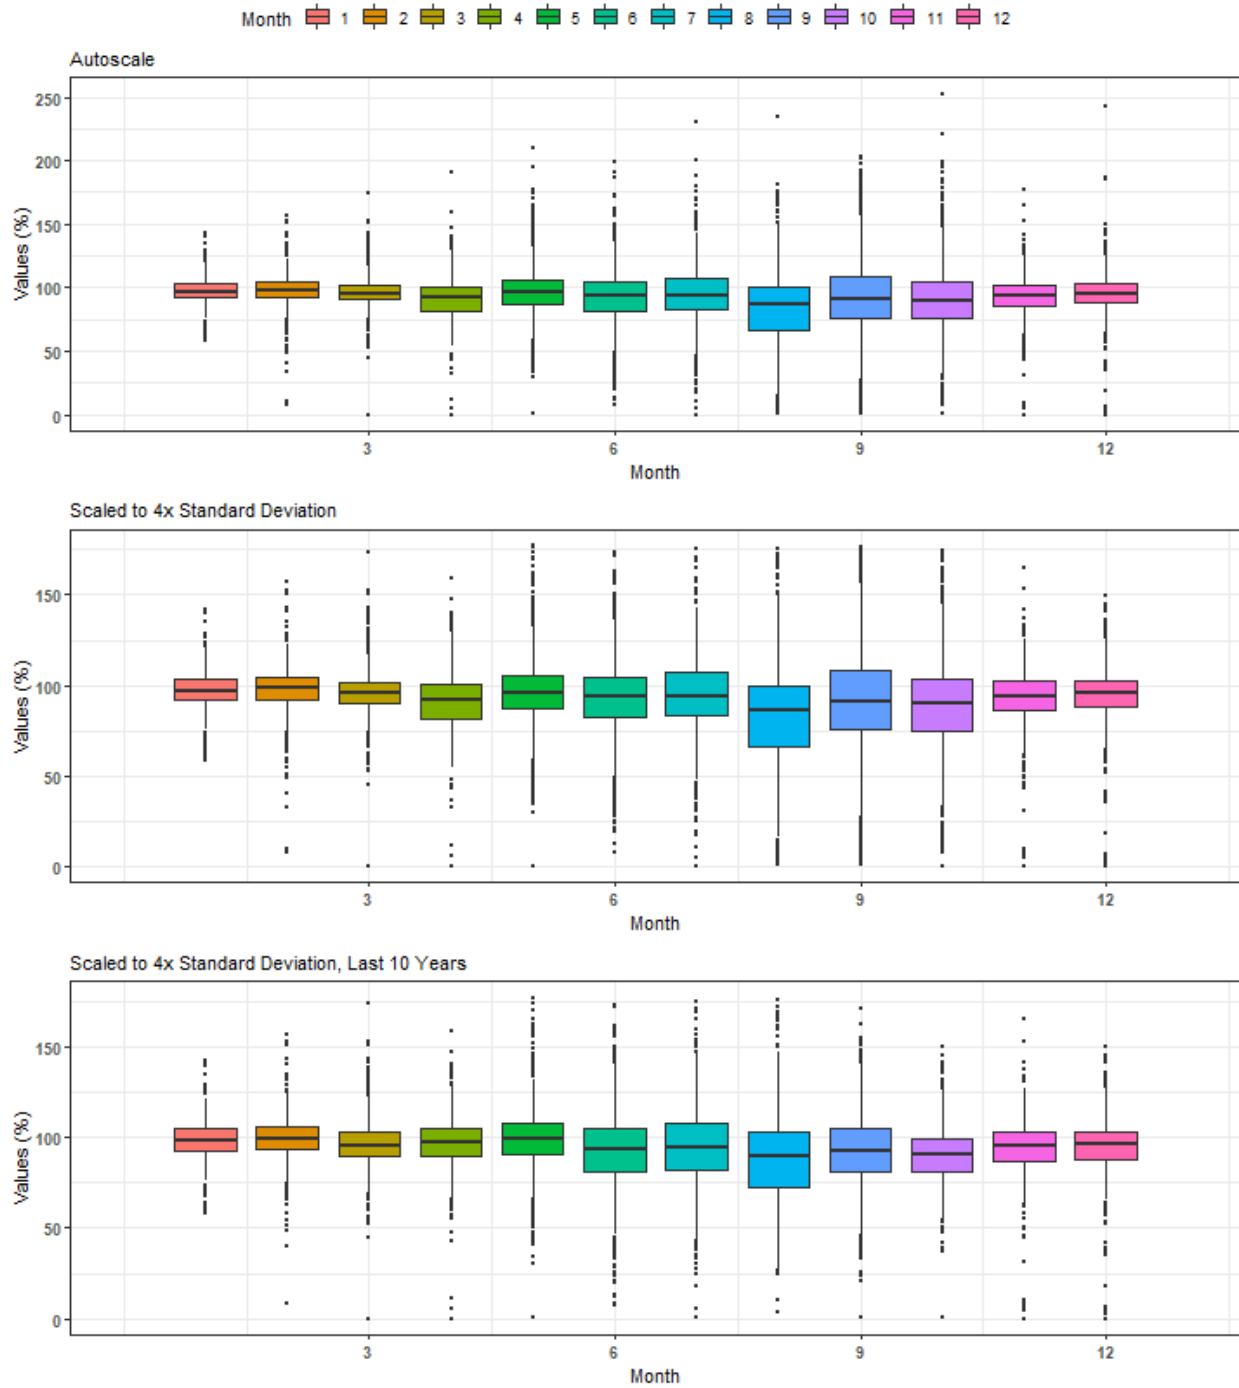 Month 1 2 3 4 5 6 7 8 9 10 11 12
Autoscale
Values (%)
250
200
150
100
50
0
3 6 9 12
Month
Scaled to 4x Standard Deviation
Values (%)
150
100
50
0
3 6 9 12
Month
Scaled to 4x Standard Deviation, Last 10 Years
Values (%)
150
100
50
0
3 6 9 12
Month